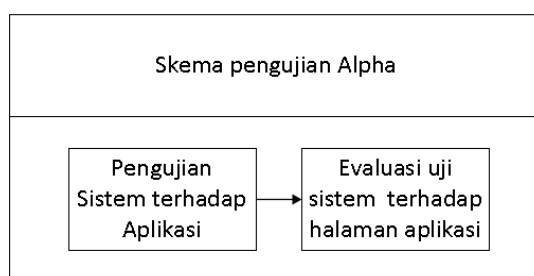 Skema pengujian Alpha
Pengujian
Sistem terhadap
Aplikasi
Evaluasi uji
sistem terhadap
halaman aplikasi